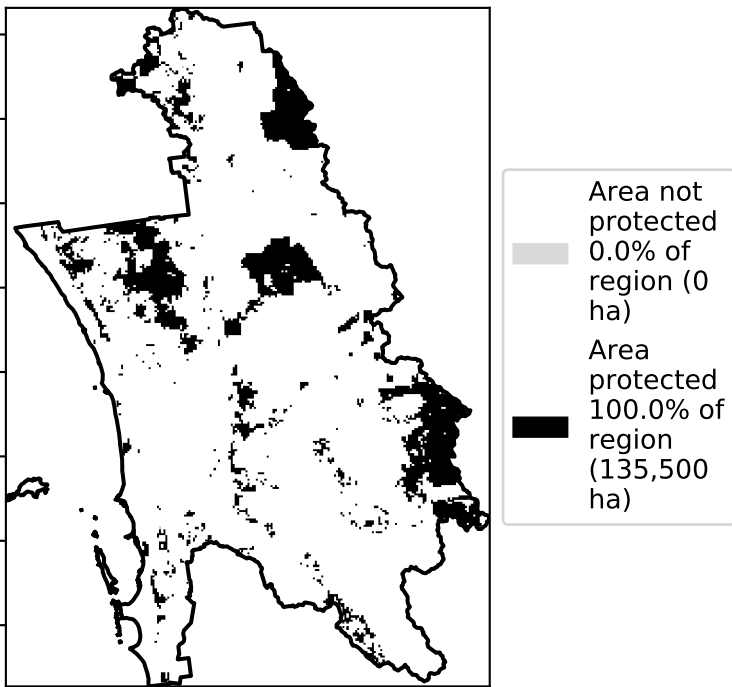 Area not
protected
0.0% of
region (0
ha)
Area
protected
100.0% of
region
(135,500
ha)